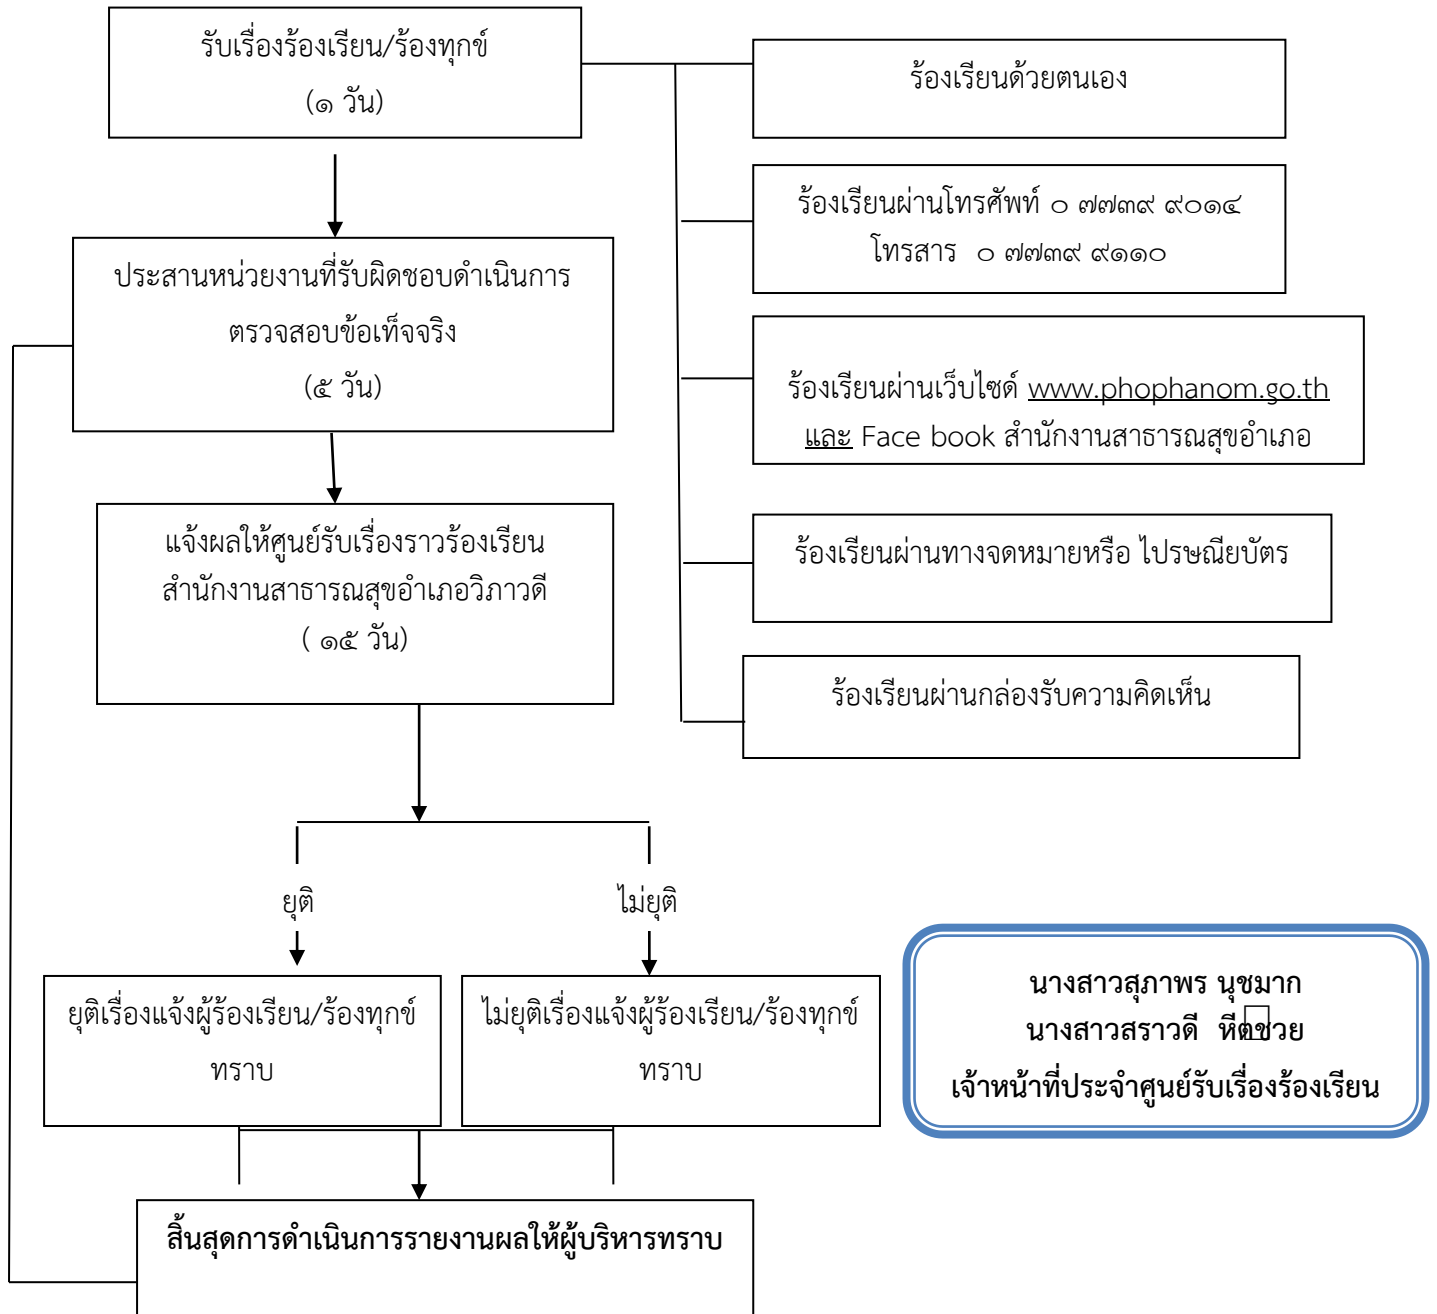 รับเรื่องร้องเรียน/ร้องทุกข์
(๑ วัน)
ร้องเรียนด้วยตนเอง
ร้องเรียนผ่านโทรศัพท์ ๐ ๗๗๓๙ ๙๐๑๔
โทรสาร ๐ ๗๗๓๙ ๙๑๑๐
ประสานหน่วยงานที่รับผิดชอบดำเนินการ
ตรวจสอบข้อเท็จจริง
(๕ วัน)
ร้องเรียนผ่านเว็บไซด์ www.phophanom.go.th
และ Face book สำนักงานสาธารณสุขอำเภอ
แจ้งผลให้ศูนย์รับเรื่องราวร้องเรียน
สำนักงานสาธารณสุขอำเภอวิภาวดี
( ๑๕ วัน)
ร้องเรียนผ่านทางจดหมายหรือ ไปรษณียบัตร
ร้องเรียนผ่านกล่องรับความคิดเห็น
ยุติ
ไม่ยุติ
ยุติเรื่องแจ้งผู้ร้องเรียน/ร้องทุกข์
ทราบ
ไม่ยุติเรื่องแจ้งผู้ร้องเรียน/ร้องทุกข์
ทราบ
นางสาวสุภาพร นุชมาก
นางสาวสราวดี
เจ้าหน้าที่ประจำศูนย์รับเรื่องร้องเรียน
สิ้นสุดการดำเนินการรายงานผลให้ผู้บริหารทราบ